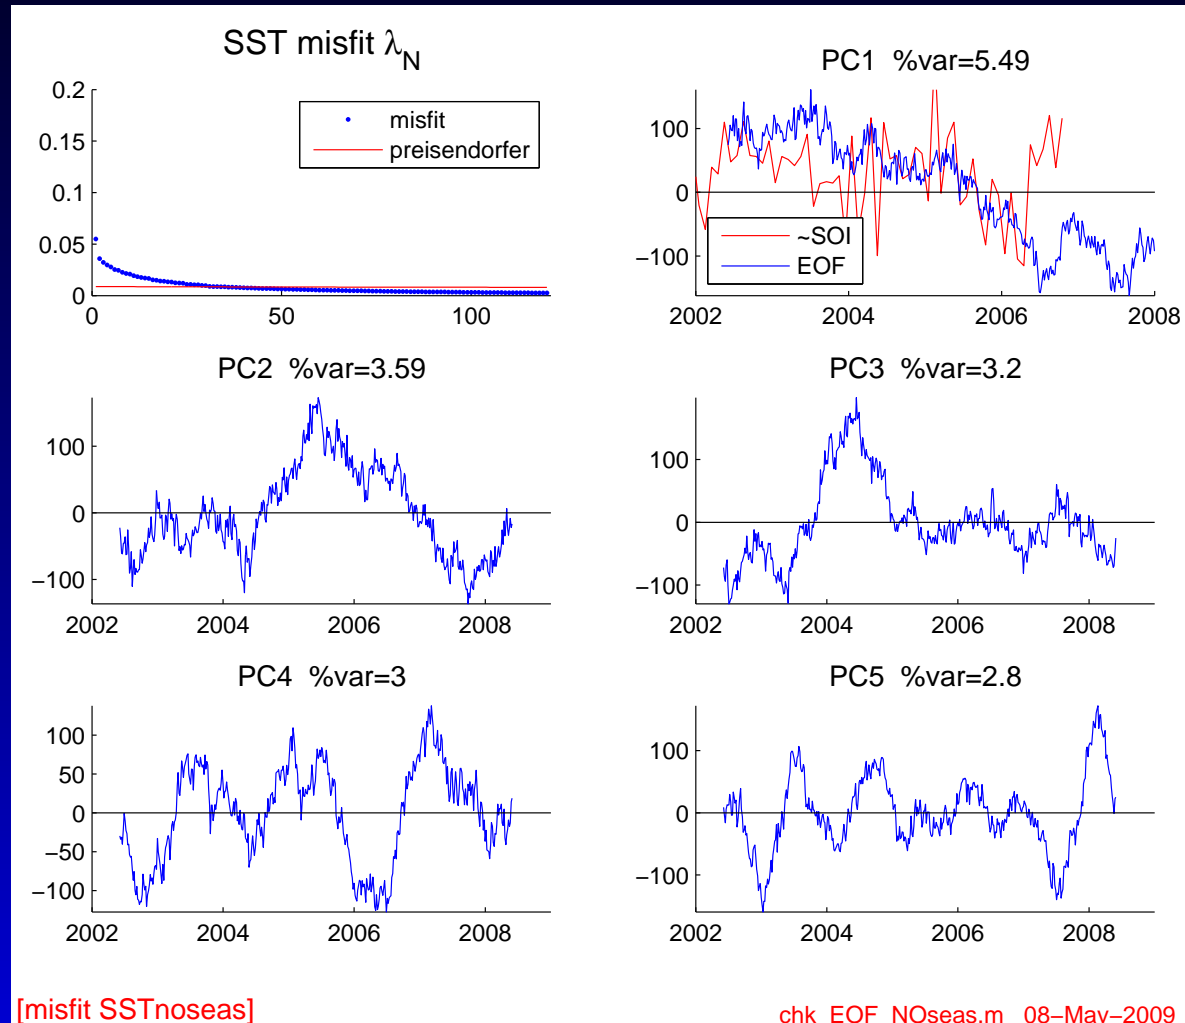 SST misfit λN
0.2
0.15
0.1
0.05
0
0 50 100
misfit
preisendorfer
PC1 %var=5.49
100
0
−100
2002 2004 2006 2008
~SOI
EOF
PC2 %var=3.59
100
0
−100
2002 2004 2006 2008
PC3 %var=3.2
100
0
−100
2002 2004 2006 2008
PC4 %var=3
100
50
0
−50
−100
2002 2004 2006 2008
PC5 %var=2.8
100
0
−100
2002 2004 2006 2008
[misfit SSTnoseas]
chk EOF NOseas.m 08−May−2009